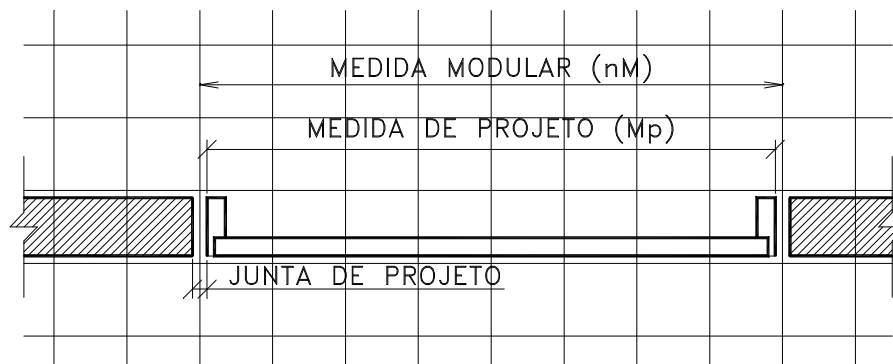 MEDIDA MODULAR (nM)
MEDIDA DE PROJETO (Mp)
JUNTA DE PROJETO